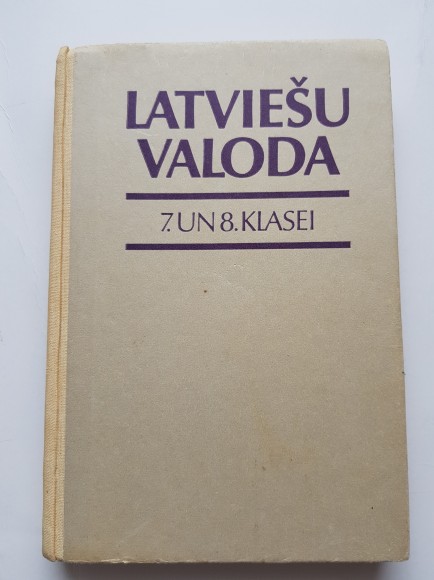 LATVIEŠU
VALODA
7. UN 8. KLASEI